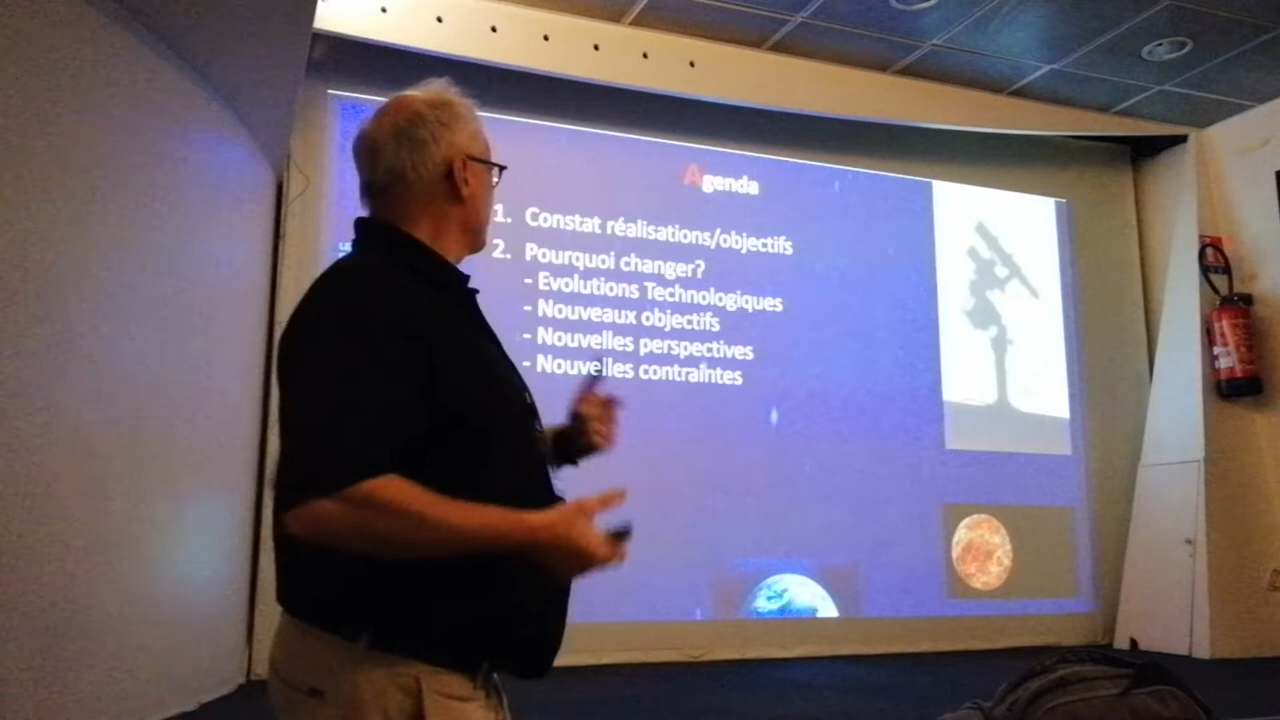 Agenda
1. Constat réalisations/objectifs
2. Pourquoi changer?
- Evolutions Technologiques
- Nouveaux objectifs
- Nouvelles perspectives
- Nouvelles contraintes